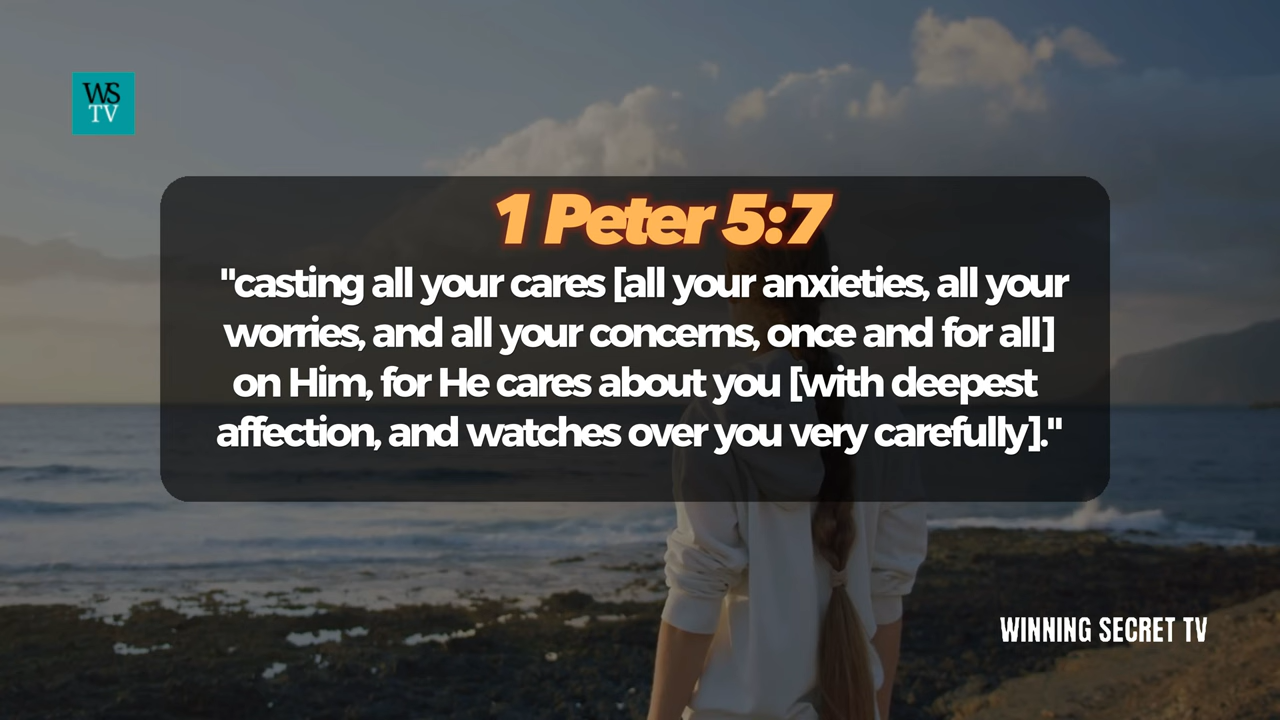 WS
TV
1 Peter 5:7
"casting all your cares [all your anxieties, all your
worries, and all your concerns, once and for all]
on Him, for He cares about you [with deepest
affection, and watches over you very carefully]."
WINNING SECRET TV